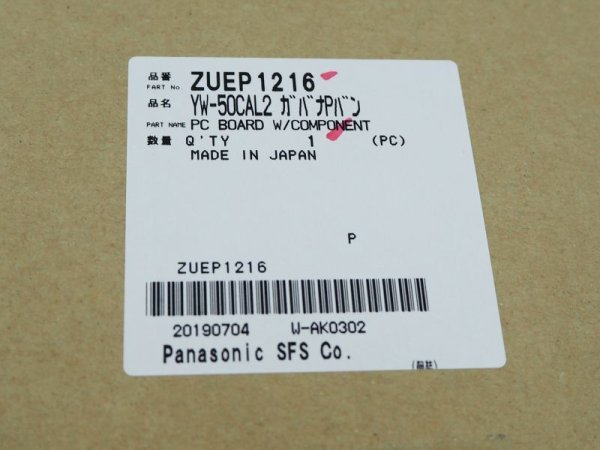 品番 ZUEP1216
PART No
品名 YW-50CAL2 ガバナPバン
PART NAME PC BOARD W/COMPONENT
数量 Q'TY 1 (PC)
MADE IN JAPAN
P
ZUEP1216
20190704 W-AK0302
Panasonic SFS Co.